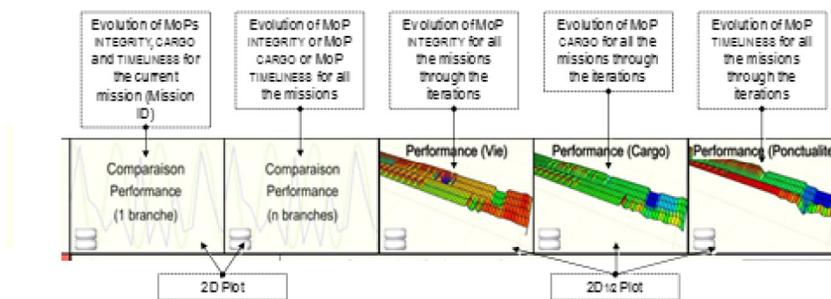 Evolution of MoPs
INTEGRITY, CARGO
and TIMELINESS for
the current
mission (Mission
ID)
Evolution of MoP
INTEGRITY or MoP
CARGO or MoP
TIMELINESS for all
the missions
Evolution of MoP
INTEGRITY for all
the missions
through the
iterations
Evolution of MoP
CARGO for all the
missions through
the iterations
Evolution of MoP
TIMELINESS for all
the missions
through the
iterations
Comparaison
Performance
(1 branche)
Comparaison
Performance
(n branches)
Performance (Vie)
Performance (Cargo)
Performance (Ponctualité
2D Plot
2D1/2 Plot